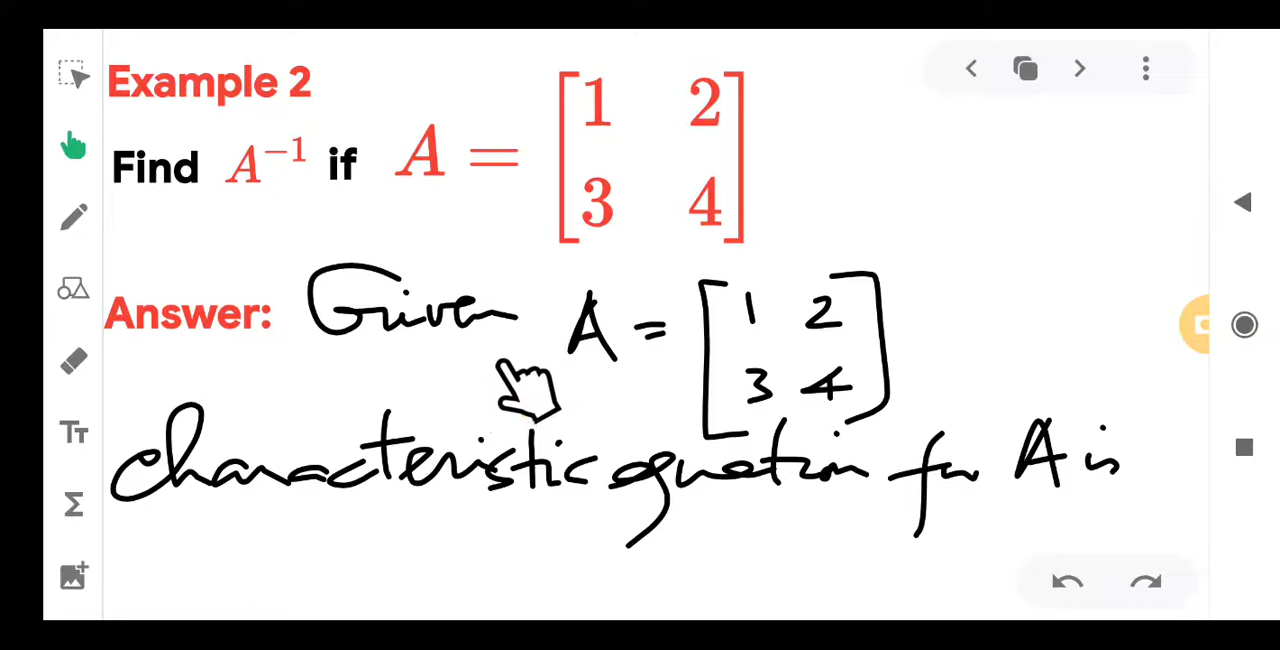 Example 2
Find A⁻¹ if A = [1 2
3 4]
Answer: Given A = [1 2
3 4]
characteristic equation for A is
Tт
Σ